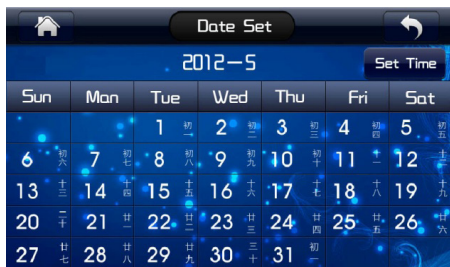 Date Set
2012-5
Set Time
Sun Mon Tue Wed Thu Fri Sat
1 初一 2 初二 3 初三 4 初四 5 初五
6 初六 7 初七 8 初八 9 初九 10 初十 11 十一 12 十二
13 十三 14 十四 15 十五 16 十六 17 十七 18 十八 19 十九
20 二十 21 廿一 22 廿二 23 廿三 24 廿四 25 廿五 26 廿六
27 廿七 28 廿八 29 廿九 30 三十 31 初一